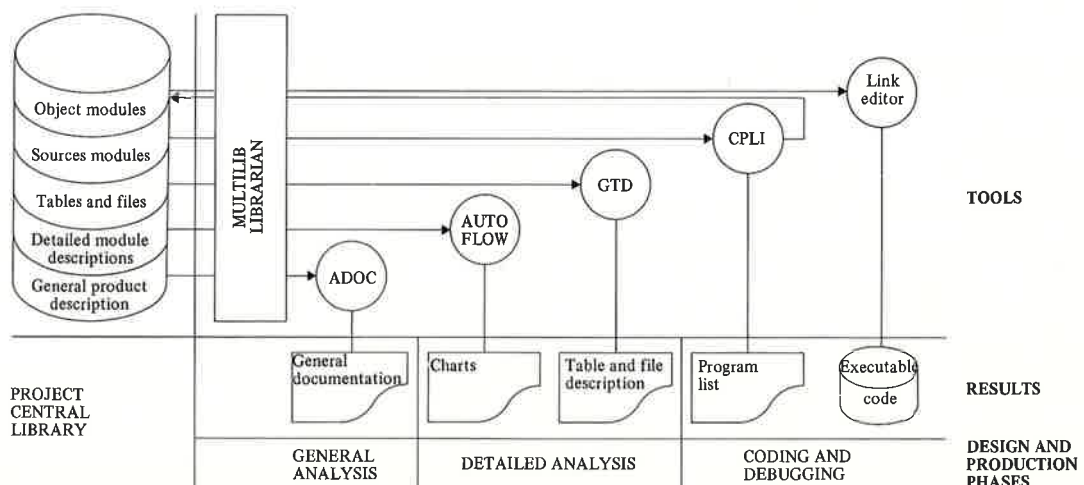 Object modules
Sources modules
Tables and files
Detailed module
descriptions
General product
description
MULTILIB
LIBRARIAN
Link
editor
CPLI
GTD
AUTO
FLOW
ADOC
TOOLS
General
documentation
Charts
Table and file
description
Program
list
Executable
code
RESULTS
PROJECT
CENTRAL
LIBRARY
GENERAL
ANALYSIS
DETAILED ANALYSIS
CODING AND
DEBUGGING
DESIGN AND
PRODUCTION
PHASES